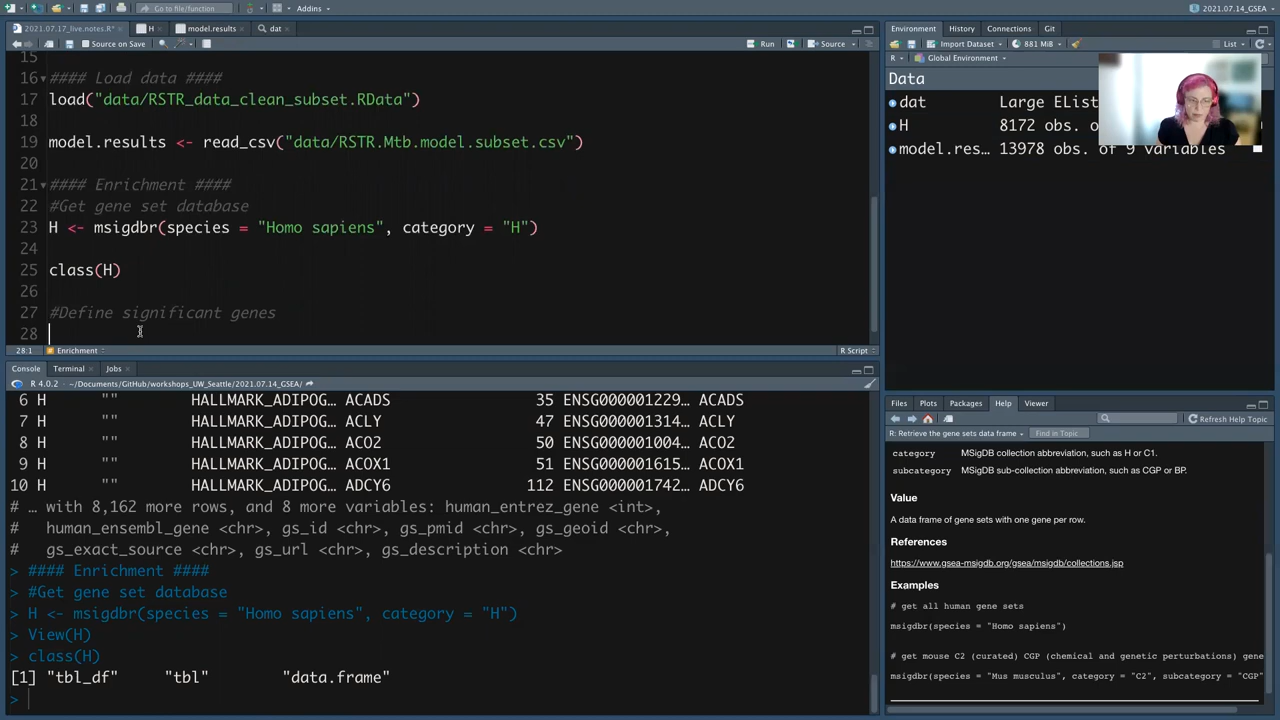 Go to file/function
Addins
2021.07.14_GSEA
2021.07.17_live.notes.R*
H
model.results
dat
Source on Save
Run
Source
15
16 #### Load data ####
17 load("data/RSTR_data_clean_subset.RData")
18
19 model.results <- read_csv("data/RSTR.Mtb.model.subset.csv")
20
21 #### Enrichment ####
22 #Get gene set database
23 H <- msigdbr(species = "Homo sapiens", category = "H")
24
25 class(H)
26
27 #Define significant genes
28
28:1 Enrichment R Script
Console Terminal Jobs
R 4.0.2 · ~/Documents/GitHub/workshops_UW_Seattle/2021.07.14_GSEA/
6 H "" HALLMARK_ADIPOG… ACADS 35 ENSG000001229… ACADS
7 H "" HALLMARK_ADIPOG… ACLY 47 ENSG000001314… ACLY
8 H "" HALLMARK_ADIPOG… ACO2 50 ENSG000001004… ACO2
9 H "" HALLMARK_ADIPOG… ACOX1 51 ENSG000001615… ACOX1
10 H "" HALLMARK_ADIPOG… ADCY6 112 ENSG000001742… ADCY6
# … with 8,162 more rows, and 8 more variables: human_entrez_gene <int>,
# human_ensembl_gene <chr>, gs_id <chr>, gs_pmid <chr>, gs_geoid <chr>,
# gs_exact_source <chr>, gs_url <chr>, gs_description <chr>
> #### Enrichment ####
> #Get gene set database
> H <- msigdbr(species = "Homo sapiens", category = "H")
> View(H)
> class(H)
[1] "tbl_df" "tbl" "data.frame"
>
Environment History Connections Git
Import Dataset 881 MiB List
R Global Environment
Data
dat Large EList
H 8172 obs. o
model.res… 13978 obs. of 9 variables
Files Plots Packages Help Viewer
Refresh Help Topic
R: Retrieve the gene sets data frame Find in Topic
category MSigDB collection abbreviation, such as H or C1.
subcategory MSigDB sub-collection abbreviation, such as CGP or BP.
Value
A data frame of gene sets with one gene per row.
References
https://www.gsea-msigdb.org/gsea/msigdb/collections.jsp
Examples
# get all human gene sets
msigdbr(species = "Homo sapiens")
# get mouse C2 (curated) CGP (chemical and genetic perturbations) gene
msigdbr(species = "Mus musculus", category = "C2", subcategory = "CGP"